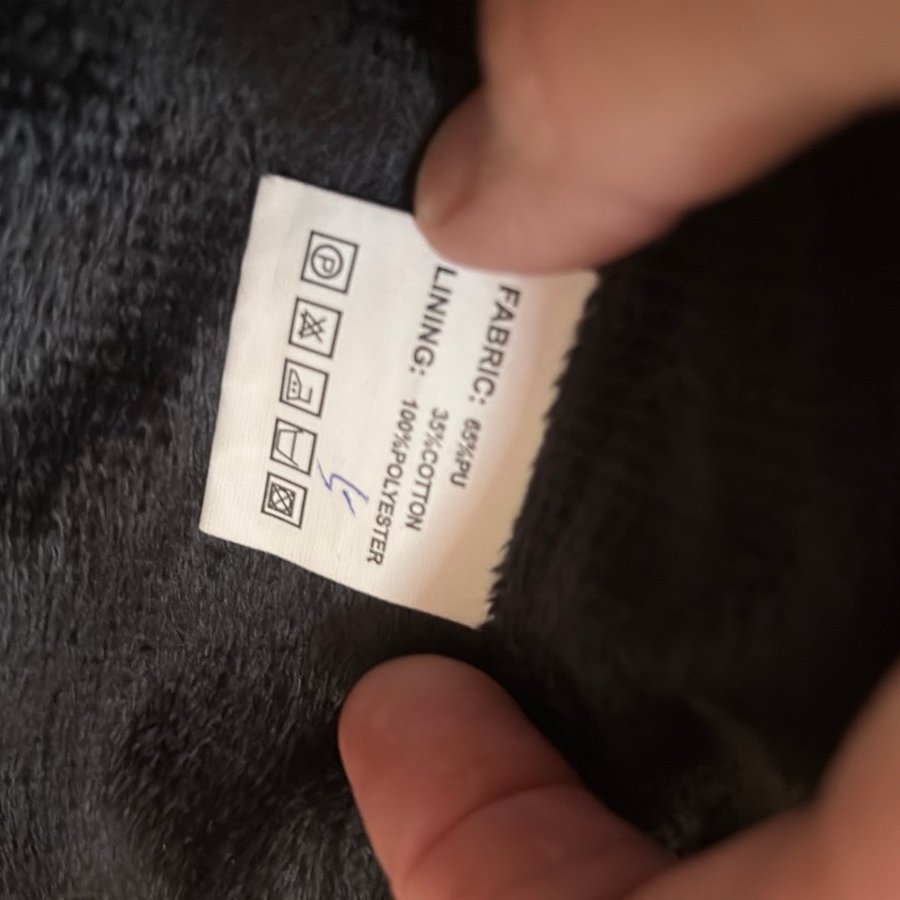 FABRIC: 65%PU
35%COTTON
LINING: 100%POLYESTER
P